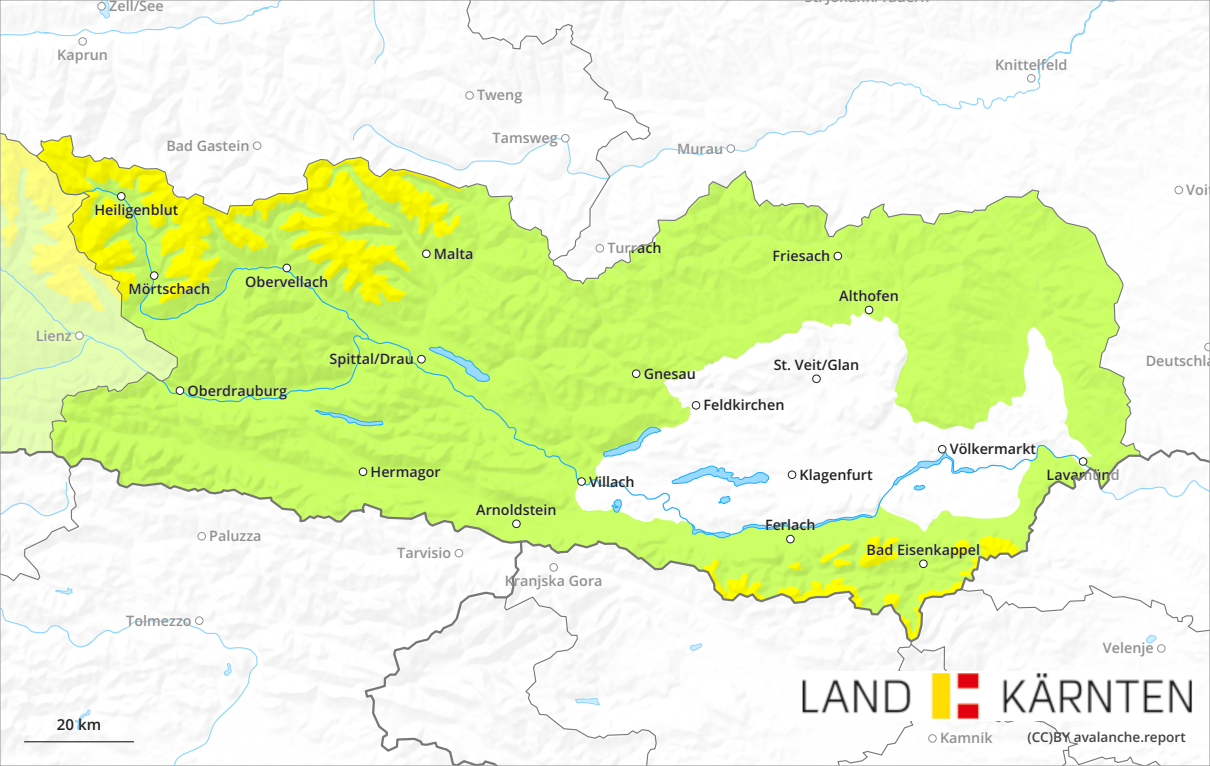 Zell/See
Kaprun
Knittelfeld
Tweng
Tamsweg
Bad Gastein
Murau
Heiligenblut
Turrach
Malta
Friesach
Mörtschach
Obervellach
Althofen
Lienz
Spittal/Drau
St. Veit/Glan
Gnesau
Oberdrauburg
Feldkirchen
Völkermarkt
Hermagor
Klagenfurt
Lavamünd
Villach
Arnoldstein
Ferlach
Paluzza
Tarvisio
Bad Eisenkappel
Kranjska Gora
Tolmezzo
Velenje
LAND KÄRNTEN
20 km
Kamnik
(CC)BY avalanche.report